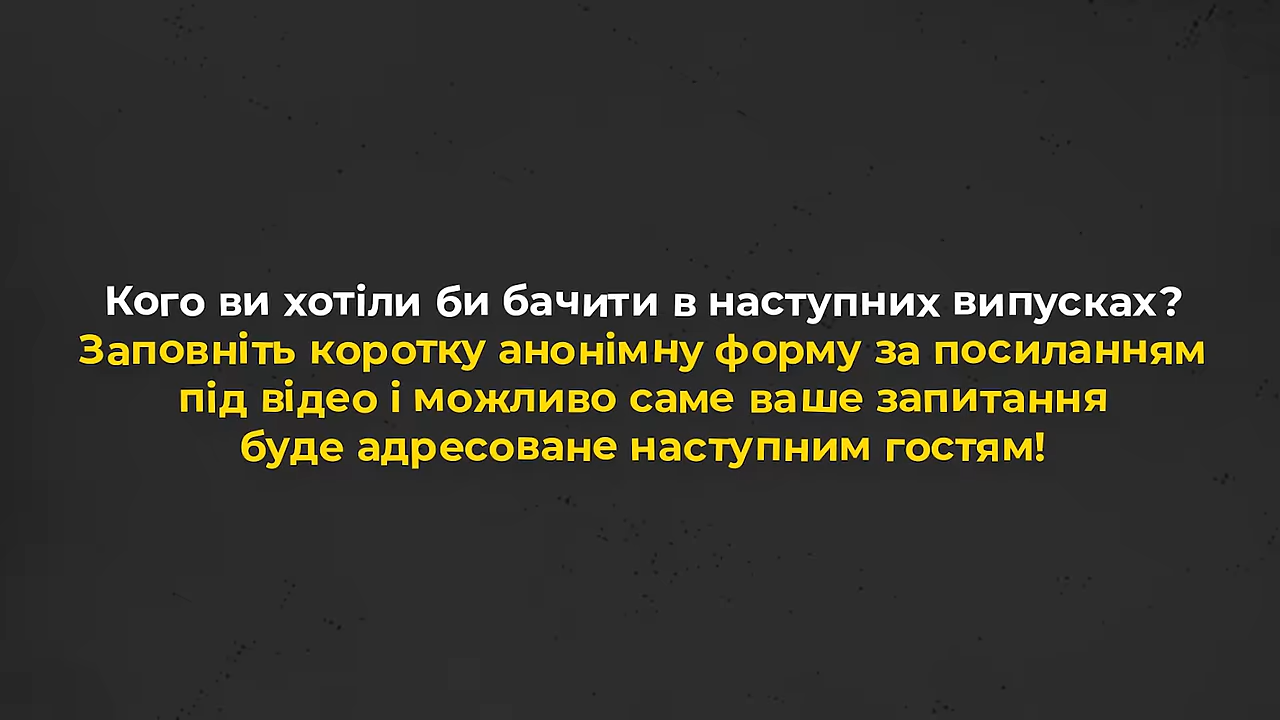 Кого ви хотіли би бачити в наступних випусках?
Заповніть коротку анонімну форму за посиланням
під відео і можливо саме ваше запитання
буде адресоване наступним гостям!